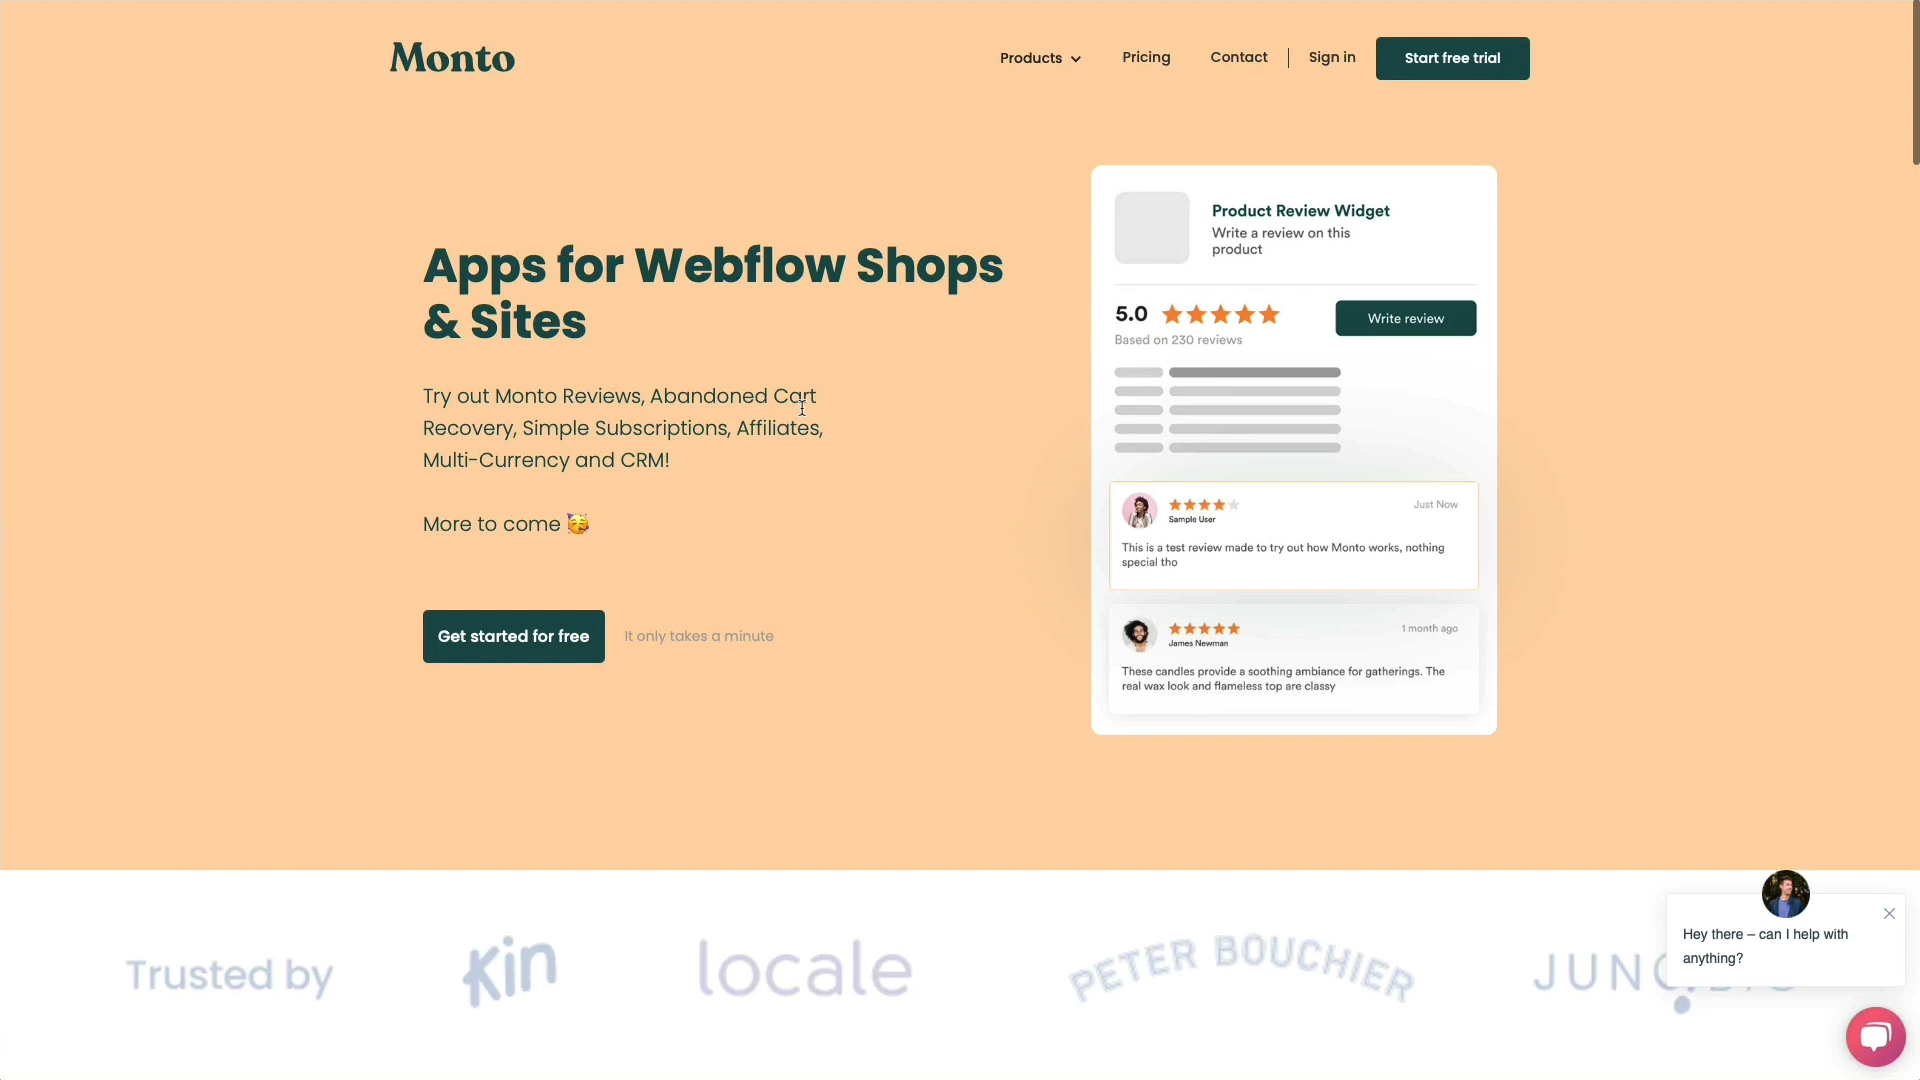 Monto
Products
Pricing
Contact
Sign in
Start free trial
Apps for Webflow Shops
& Sites
Try out Monto Reviews, Abandoned Cart
Recovery, Simple Subscriptions, Affiliates,
Multi-Currency and CRM!
More to come
Get started for free
It only takes a minute
Product Review Widget
Write a review on this
product
5.0
Based on 230 reviews
Write review
Just Now
Sample User
This is a test review made to try out how Monto works, nothing
special tho
1 month ago
James Newman
These candles provide a soothing ambiance for gatherings. The
real wax look and flameless top are classy
Trusted by
kin
locale
PETER BOUCHIER
Hey there – can I help with
anything?